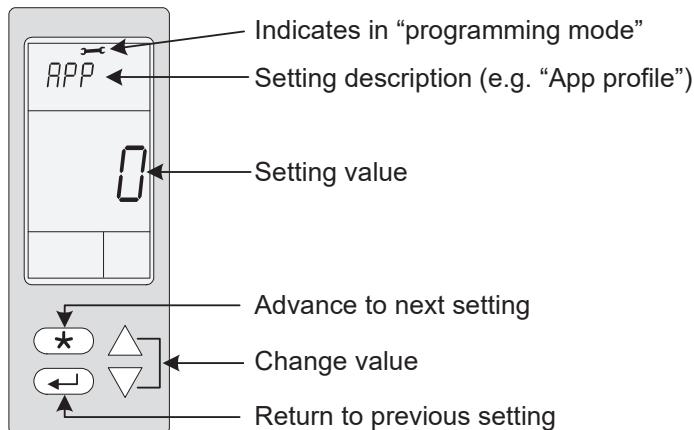 Indicates in “programming mode”
APP
Setting description (e.g. “App profile”)
0
Setting value
Advance to next setting
*
Change value
Return to previous setting